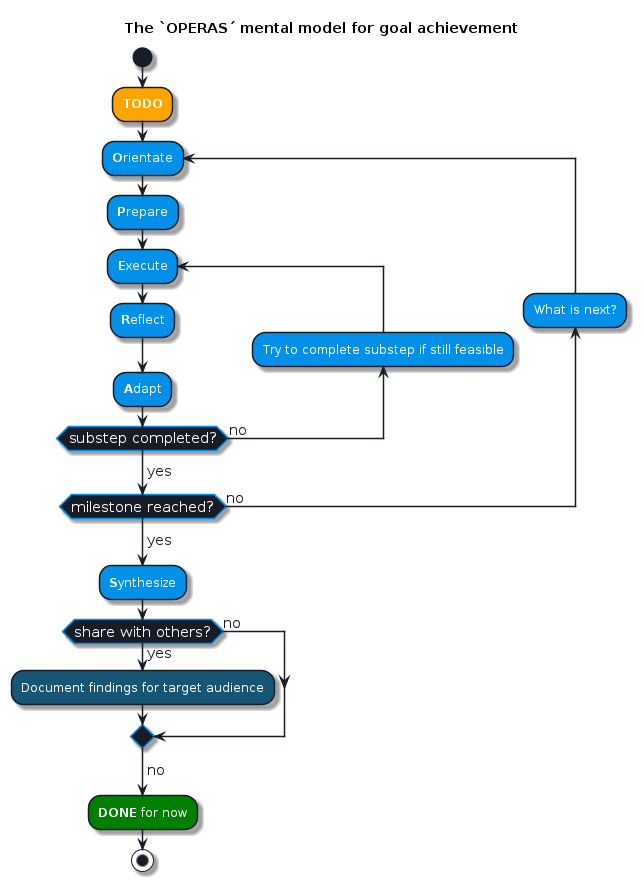 The `OPERAS´ mental model for goal achievement
TODO
Orientate
Prepare
Execute
What is next?
Reflect
Try to complete substep if still feasible
Adapt
substep completed?
no
yes
milestone reached?
no
yes
Synthesize
share with others?
no
yes
Document findings for target audience
no
DONE for now